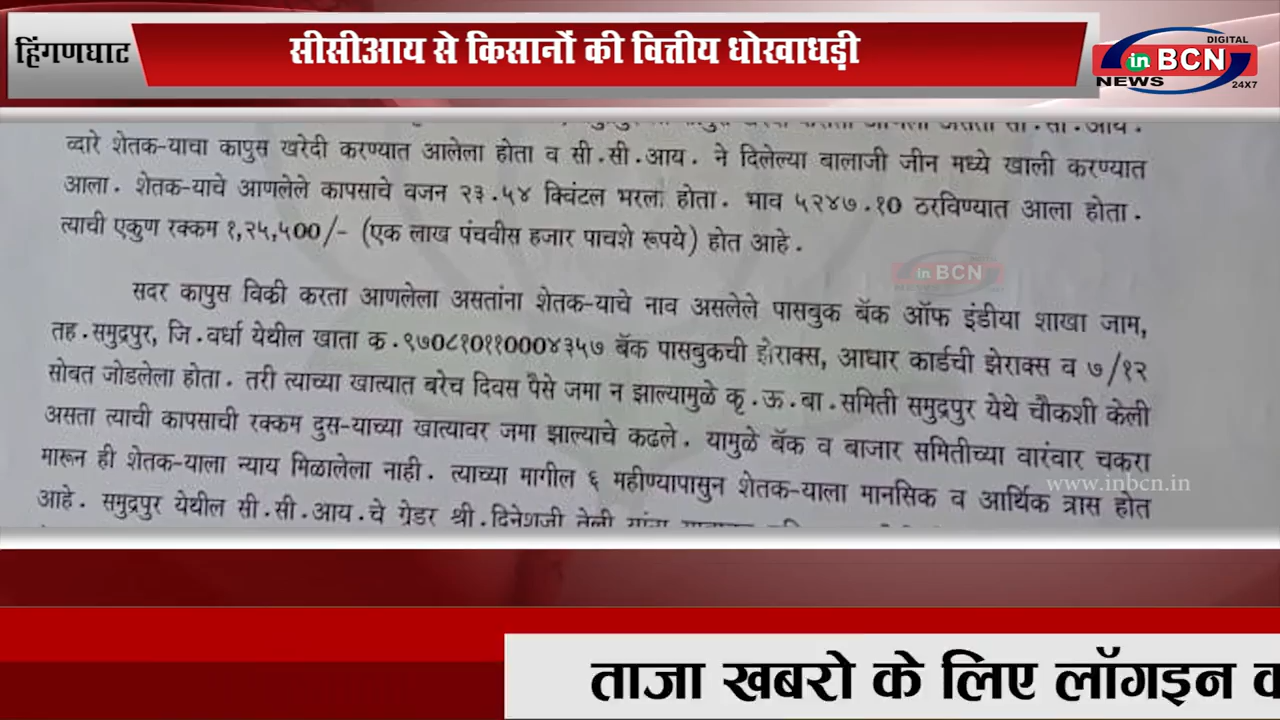 हिंगणघाट
सीसीआय से किसानों की वित्तीय धोखाधड़ी
DIGITAL
in BCN
NEWS
24X7
व्दारे शेतक-याचा कापुस खरेदी करण्यात आलेला होता व सी.सी.आय. ने दिलेल्या बालाजी जीन मध्ये खाली करण्यात
आला. शेतक-याचे आणलेले कापसाचे वजन २३.५४ क्विंटल भरला होता. भाव ५२४७.१० ठरविण्यात आला होता.
त्याची एकुण रक्कम १,२५,५००/- (एक लाख पंचवीस हजार पाचशे रूपये) होत आहे.
in BCN
सदर कापुस विकी करता आणलेला असतांना शेतक-याचे नाव असलेले पासबुक बॅक ऑफ इंडीया शाखा जाम,
तह.समुद्रपुर, जि.वर्धा येथील खाता क.९७०८१०११०००४३५७ बॅक पासबुकची झेराक्स, आधार कार्डची झेराक्स व ७/१२
सोबत जोडलेला होता. तरी त्याच्या खात्यात बरेच दिवस पैसे जमा न झाल्यामुळे कृ.ऊ.बा.समिती समुद्रपुर येथे चौकशी केली
असता त्याची कापसाची रक्कम दुस-याच्या खात्यावर जमा झाल्याचे कढले. यामुळे बॅक व बाजार समितीच्या वारंवार चकरा
मारून ही शेतक-याला न्याय मिळालेला नाही. त्याच्या मागील ६ महीण्यापासुन शेतक-याला मानसिक व आर्थिक त्रास होत
www.inbcn.in
आहे. समुद्रपुर येथील सी.सी.आय.चे ग्रेडर श्री.दिनेशजी तेली
ताजा खबरो के लिए लॉगइन